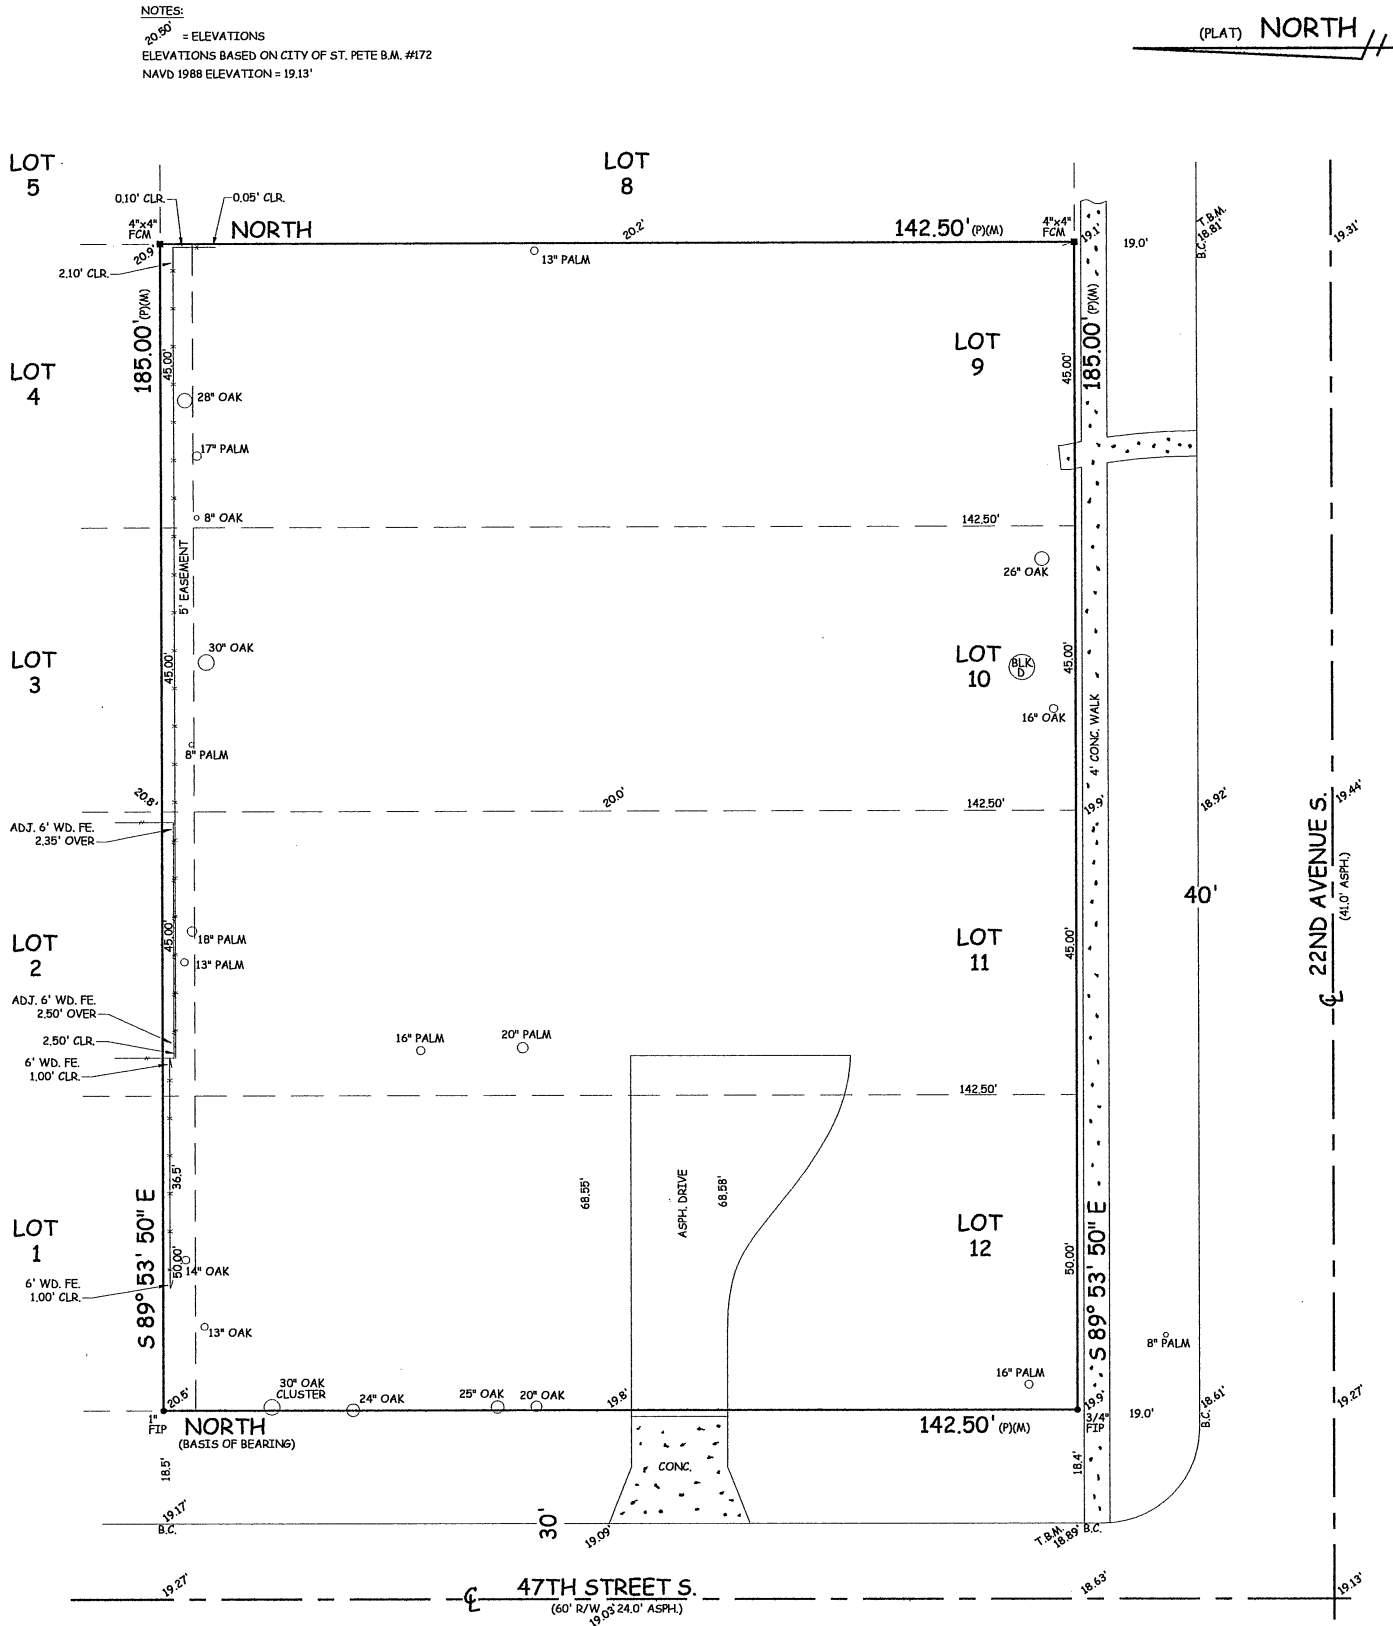 NOTES:
20.50' = ELEVATIONS
ELEVATIONS BASED ON CITY OF ST. PETE B.M. #172
NAVD 1988 ELEVATION = 19.13'
(PLAT) NORTH
LOT
5
LOT
8
0.10' CLR.
0.05' CLR.
4"x4"
FCM
NORTH
20.2'
142.50' (P)(M)
4"x4"
FCM
19.1'
19.0'
T.B.M.
18.81'
B.C.
19.31'
20.9'
13" PALM
2.10' CLR.
185.00' (P)(M)
45.00'
LOT
4
28" OAK
17" PALM
8" OAK
LOT
9
45.00'
185.00' (P)(M)
142.50'
5' EASEMENT
26" OAK
LOT
3
45.00'
30" OAK
8" PALM
LOT
10
BLK
D
45.00'
16" OAK
4' CONC. WALK
20.8'
20.0'
142.50'
19.9'
18.92'
19.44'
ADJ. 6' WD. FE.
2.35' OVER
22ND AVENUE S.
(41.0' ASPH.)
40'
LOT
2
45.00'
18" PALM
13" PALM
LOT
11
45.00'
ADJ. 6' WD. FE.
2.50' OVER
2.50' CLR.
6' WD. FE.
1.00' CLR.
16" PALM
20" PALM
142.50'
36.5'
68.55'
ASPH. DRIVE
68.58'
LOT
1
S 89° 53' 50" E
50.00'
14" OAK
6' WD. FE.
1.00' CLR.
13" OAK
LOT
12
50.00'
S 89° 53' 50" E
8" PALM
30" OAK
CLUSTER
24" OAK
25" OAK
20" OAK
19.8'
16" PALM
20.5'
1"
FIP
NORTH
(BASIS OF BEARING)
142.50' (P)(M)
19.9'
3/4"
FIP
19.0'
18.61'
B.C.
19.27'
18.5'
CONC.
18.4'
19.17'
B.C.
30'
19.09'
T.B.M.
18.89' B.C.
19.27'
47TH STREET S.
(60' R/W 24.0' ASPH.)
19.03'
18.63'
19.13'